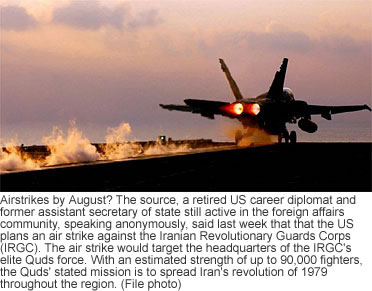 Airstrikes by August? The source, a retired US career diplomat and
former assistant secretary of state still active in the foreign affairs
community, speaking anonymously, said last week that that the US
plans an air strike against the Iranian Revolutionary Guards Corps
(IRGC). The air strike would target the headquarters of the IRGC's
elite Quds force. With an estimated strength of up to 90,000 fighters,
the Quds' stated mission is to spread Iran's revolution of 1979
throughout the region. (File photo)